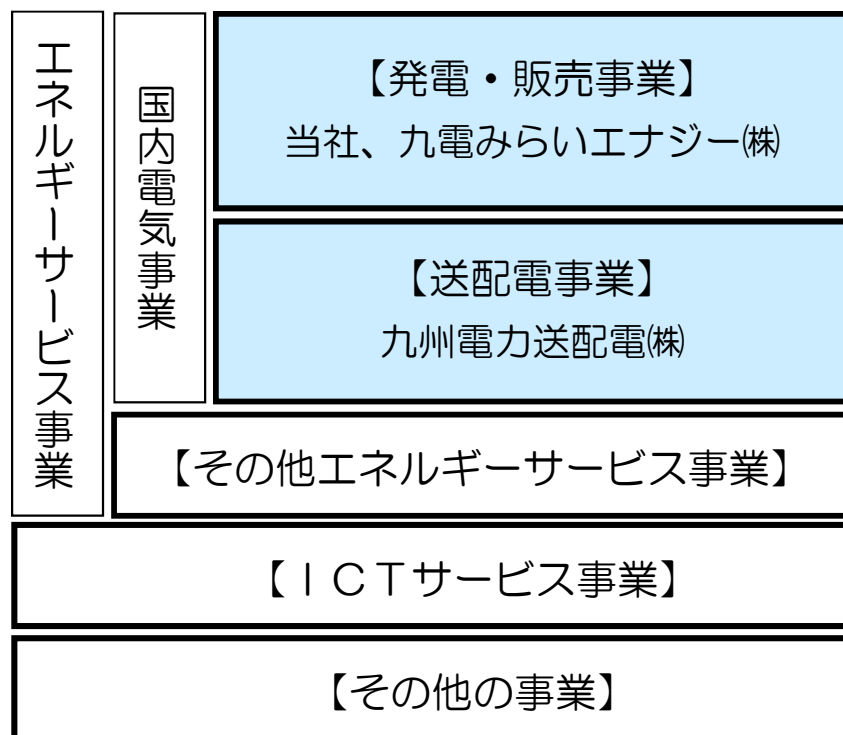 エネルギーサービス事業
国内電気事業
【発電・販売事業】
当社、九電みらいエナジー㈱
【送配電事業】
九州電力送配電㈱
【その他エネルギーサービス事業】
【ＩＣＴサービス事業】
【その他の事業】